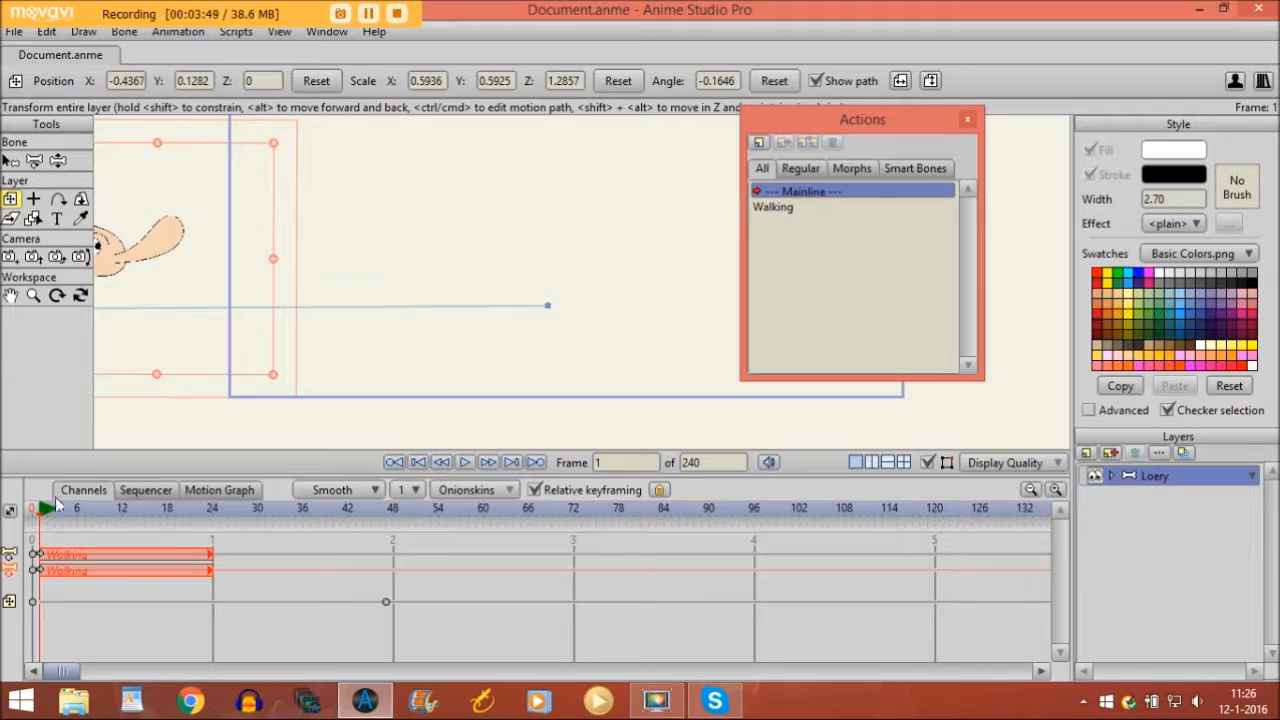 movavi Recording [00:03:49 / 38.6 MB]
Document.anme - Anime Studio Pro
File Edit Draw Bone Animation Scripts View Window Help
Document.anme
Position X: -0.4367 Y: 0.1282 Z: 0 Reset Scale X: 0.5936 Y: 0.5925 Z: 1.2857 Reset Angle: -0.1646 Reset Show path
Transform entire layer (hold <shift> to constrain, <alt> to move forward and back, <ctrl/cmd> to edit motion path, <shift> + <alt> to move in Z
Frame: 1
Tools
Bone
Layer
Camera
Workspace
Actions x
All Regular Morphs Smart Bones
--- Mainline ---
Walking
Style
Fill
Stroke
Width 2.70
No Brush
Effect <plain> ...
Swatches Basic Colors.png
Copy Paste Reset
Advanced Checker selection
Layers
Loery
Frame 1 of 240 Display Quality
Channels Sequencer Motion Graph Smooth 1 Onionskins Relative keyframing
0 6 12 18 24 30 36 42 48 54 60 66 72 78 84 90 96 102 108 114 120 126 132
0 1 2 3 4 5
Walking
Walking
11:26
12-1-2016